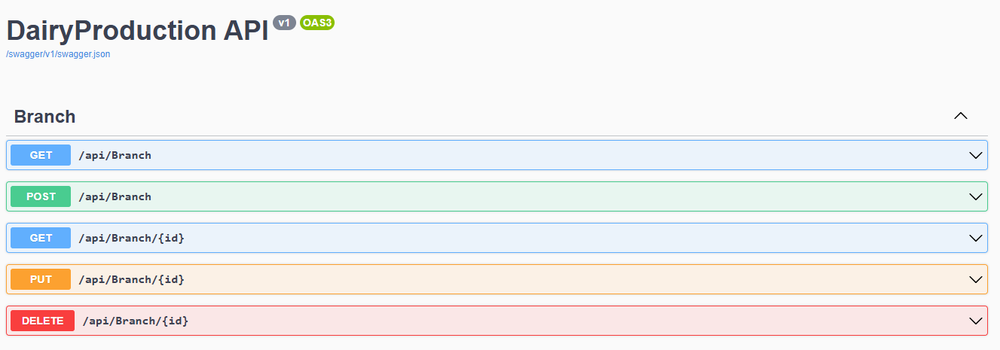 DairyProduction API v1 OAS3
/swagger/v1/swagger.json
Branch
GET /api/Branch
POST /api/Branch
GET /api/Branch/{id}
PUT /api/Branch/{id}
DELETE /api/Branch/{id}